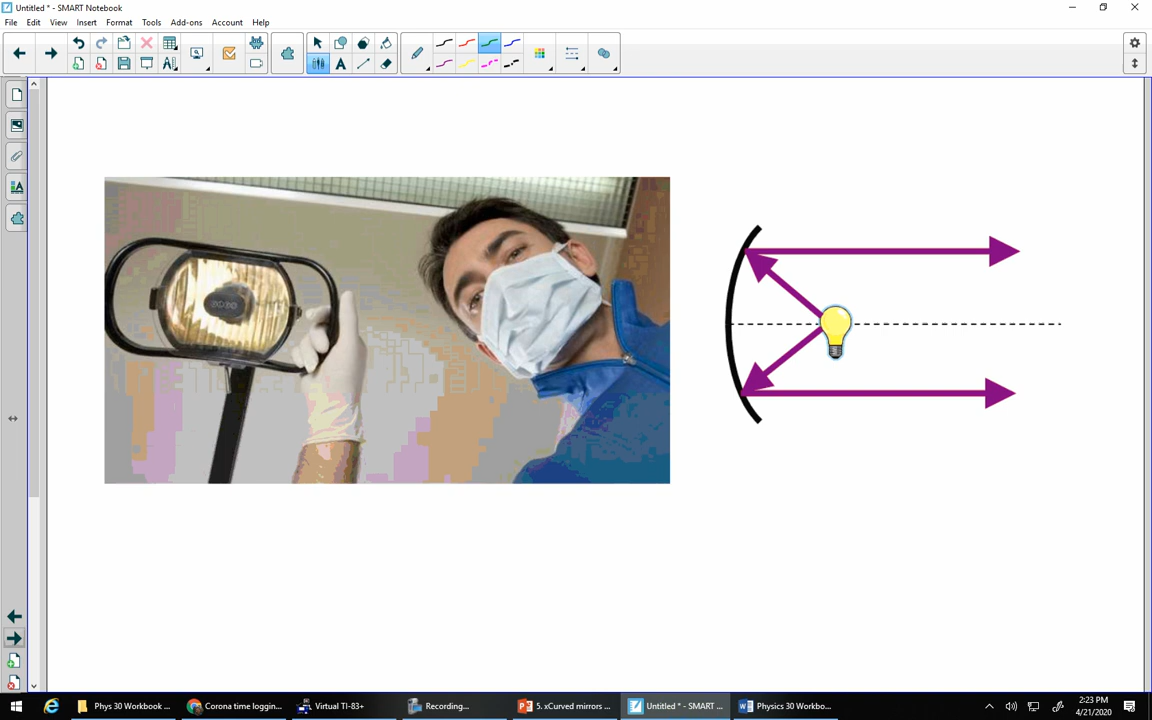 Untitled * - SMART Notebook
File Edit View Insert Format Tools Add-ons Account Help
Phys 30 Workbook ...
Corona time loggin...
Virtual TI-83+
Recording...
5. xCurved mirrors ...
Untitled * - SMART ...
Physics 30 Workbo...
2:23 PM
4/21/2020